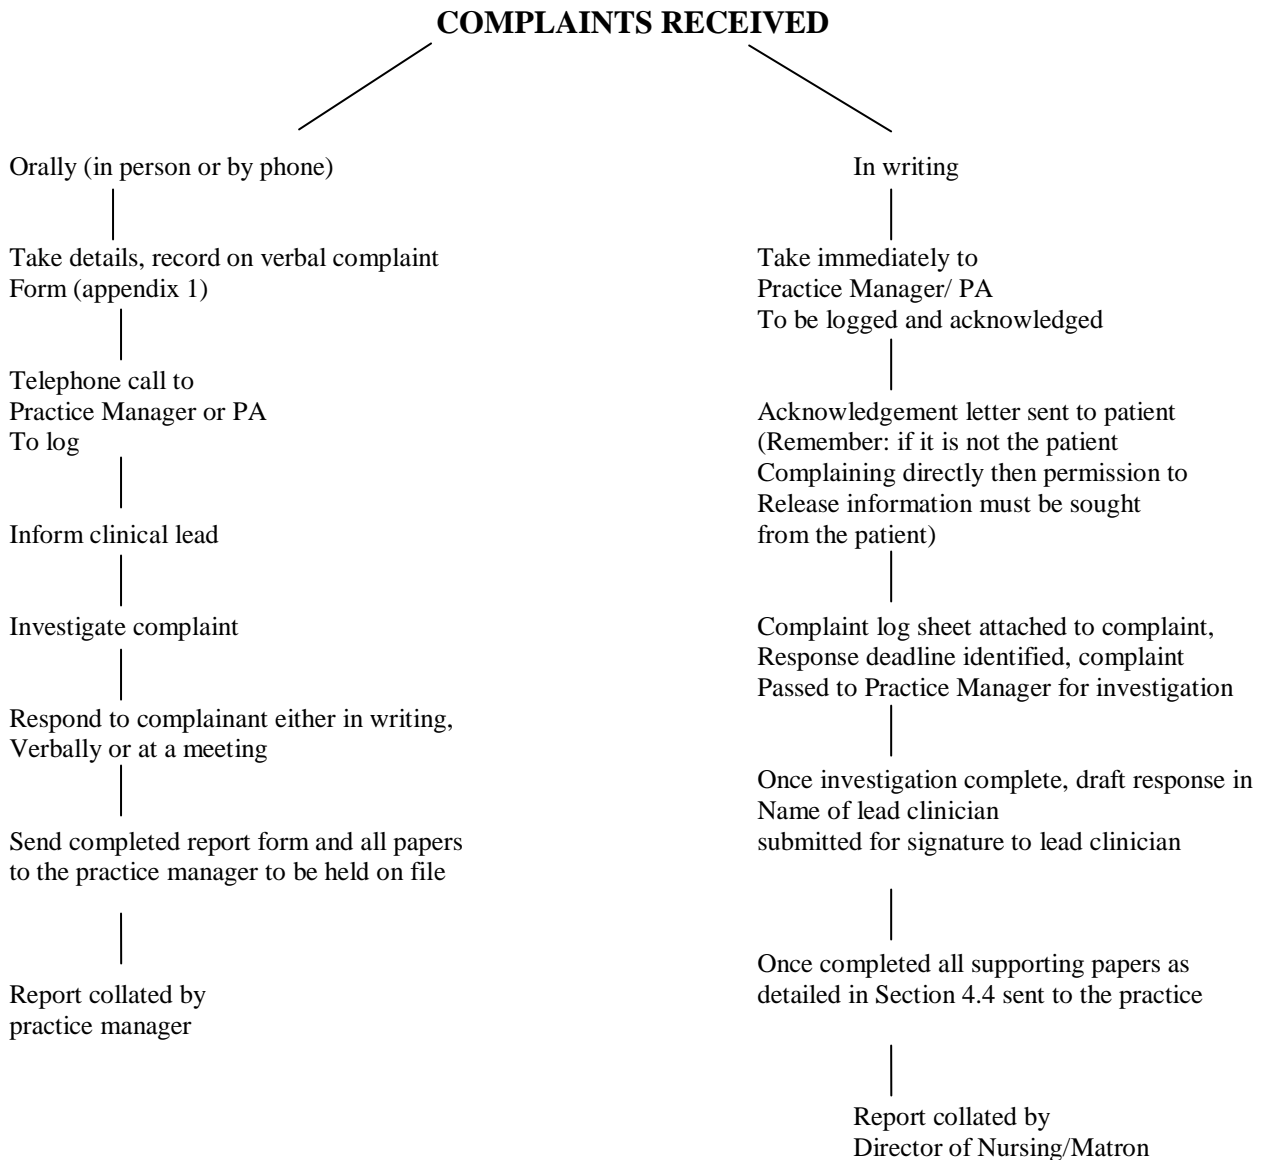 COMPLAINTS RECEIVED
Orally (in person or by phone)
Take details, record on verbal complaint
Form (appendix 1)
Telephone call to
Practice Manager or PA
To log
Inform clinical lead
Investigate complaint
Respond to complainant either in writing,
Verbally or at a meeting
Send completed report form and all papers
to the practice manager to be held on file
Report collated by
practice manager
In writing
Take immediately to
Practice Manager/ PA
To be logged and acknowledged
Acknowledgement letter sent to patient
(Remember: if it is not the patient
Complaining directly then permission to
Release information must be sought
from the patient)
Complaint log sheet attached to complaint,
Response deadline identified, complaint
Passed to Practice Manager for investigation
Once investigation complete, draft response in
Name of lead clinician
submitted for signature to lead clinician
Once completed all supporting papers as
detailed in Section 4.4 sent to the practice
Report collated by
Director of Nursing/Matron